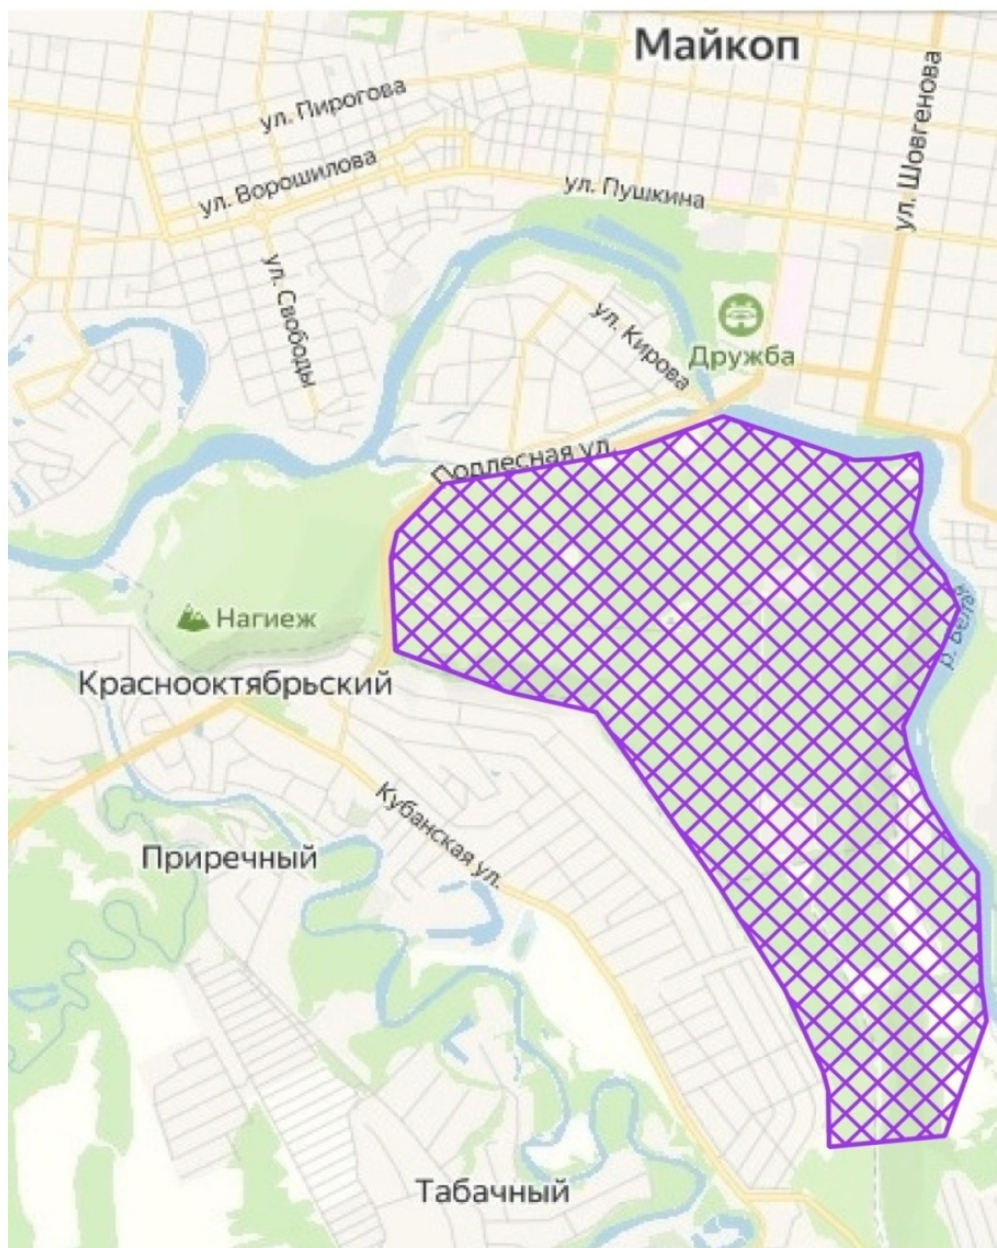 Майкоп
ул. Пирогова
ул. Шовгенова
ул. Ворошилова
ул. Пушкина
ул. Свободы
ул. Кирова
Дружба
Подлесная ул.
р. Белая
Нагиеж
Краснооктябрьский
Кубанская ул.
Приречный
Табачный